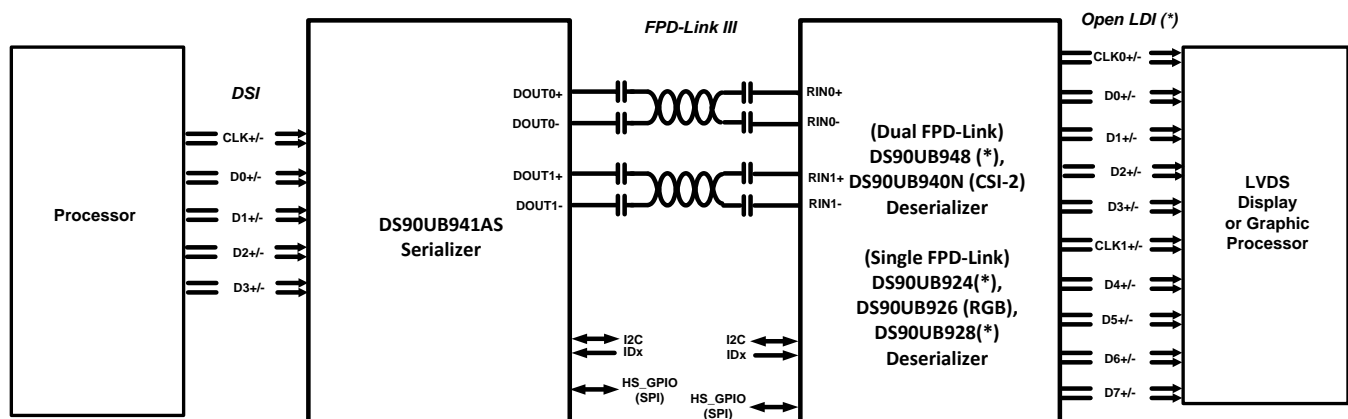 Processor
DSI
CLK+/-
D0+/-
D1+/-
D2+/-
D3+/-
DS90UB941AS
Serializer
DOUT0+
DOUT0-
DOUT1+
DOUT1-
I2C
IDx
HS_GPIO
(SPI)
FPD-Link III
RIN0+
RIN0-
RIN1+
RIN1-
I2C
IDx
HS_GPIO
(SPI)
(Dual FPD-Link)
DS90UB948 (*),
DS90UB940N (CSI-2)
Deserializer
(Single FPD-Link)
DS90UB924(*),
DS90UB926 (RGB),
DS90UB928(*)
Deserializer
Open LDI (*)
CLK0+/-
D0+/-
D1+/-
D2+/-
D3+/-
CLK1+/-
D4+/-
D5+/-
D6+/-
D7+/-
LVDS
Display
or Graphic
Processor